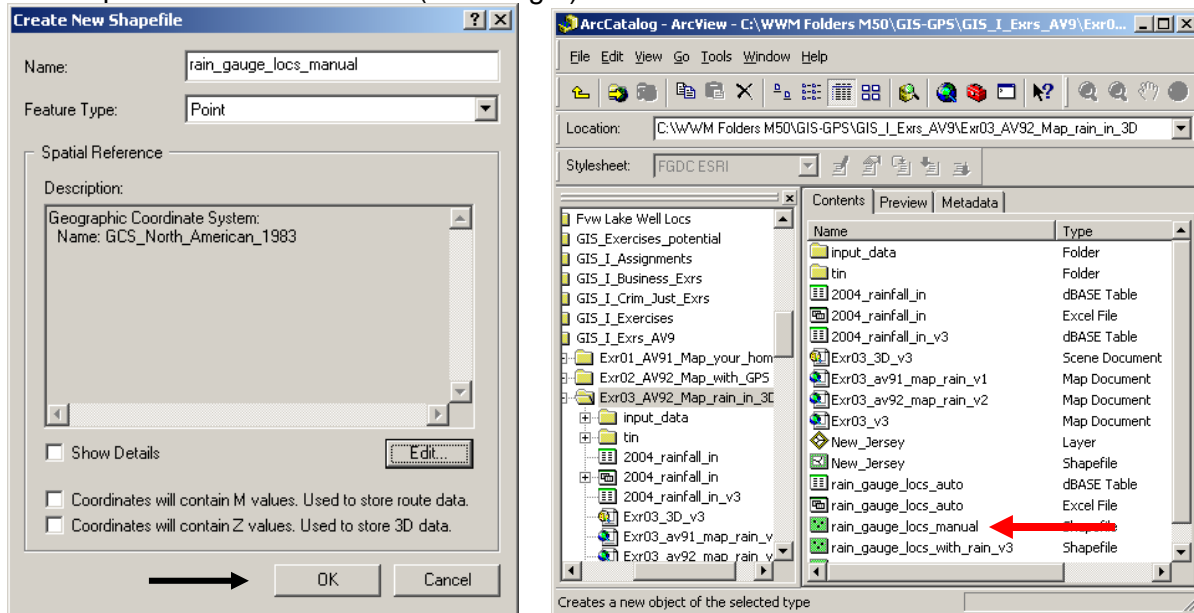 Create New Shapefile
Name: rain_gauge_locs_manual
Feature Type: Point
Spatial Reference
Description:
Geographic Coordinate System:
Name: GCS_North_American_1983
Show Details
Edit...
Coordinates will contain M values. Used to store route data.
Coordinates will contain Z values. Used to store 3D data.
OK Cancel
ArcCatalog - ArcView - C:\WWM Folders M50\GIS-GPS\GIS_I_Exrs_AV9\Exr0...
File Edit View Go Tools Window Help
Location: C:\WWM Folders M50\GIS-GPS\GIS_I_Exrs_AV9\Exr03_AV92_Map_rain_in_3D
Stylesheet: FGDC ESRI
Fvw Lake Well Locs
GIS_Exercises_potential
GIS_I_Assignments
GIS_I_Business_Exrs
GIS_I_Crim_Just_Exrs
GIS_I_Exercises
GIS_I_Exrs_AV9
Exr01_AV91_Map_your_hom
Exr02_AV92_Map_with_GPS
Exr03_AV92_Map_rain_in_3D
input_data
tin
2004_rainfall_in
2004_rainfall_in
2004_rainfall_in_v3
Exr03_3D_v3
Exr03_av91_map_rain_v
Exr03_av92_map_rain_v
Contents Preview Metadata
Name Type
input_data Folder
tin Folder
2004_rainfall_in dBASE Table
2004_rainfall_in Excel File
2004_rainfall_in_v3 dBASE Table
Exr03_3D_v3 Scene Document
Exr03_av91_map_rain_v1 Map Document
Exr03_av92_map_rain_v2 Map Document
Exr03_v3 Map Document
New_Jersey Layer
New_Jersey Shapefile
rain_gauge_locs_auto dBASE Table
rain_gauge_locs_auto Excel File
rain_gauge_locs_manual Shapefile
rain_gauge_locs_with_rain_v3 Shapefile
Creates a new object of the selected type